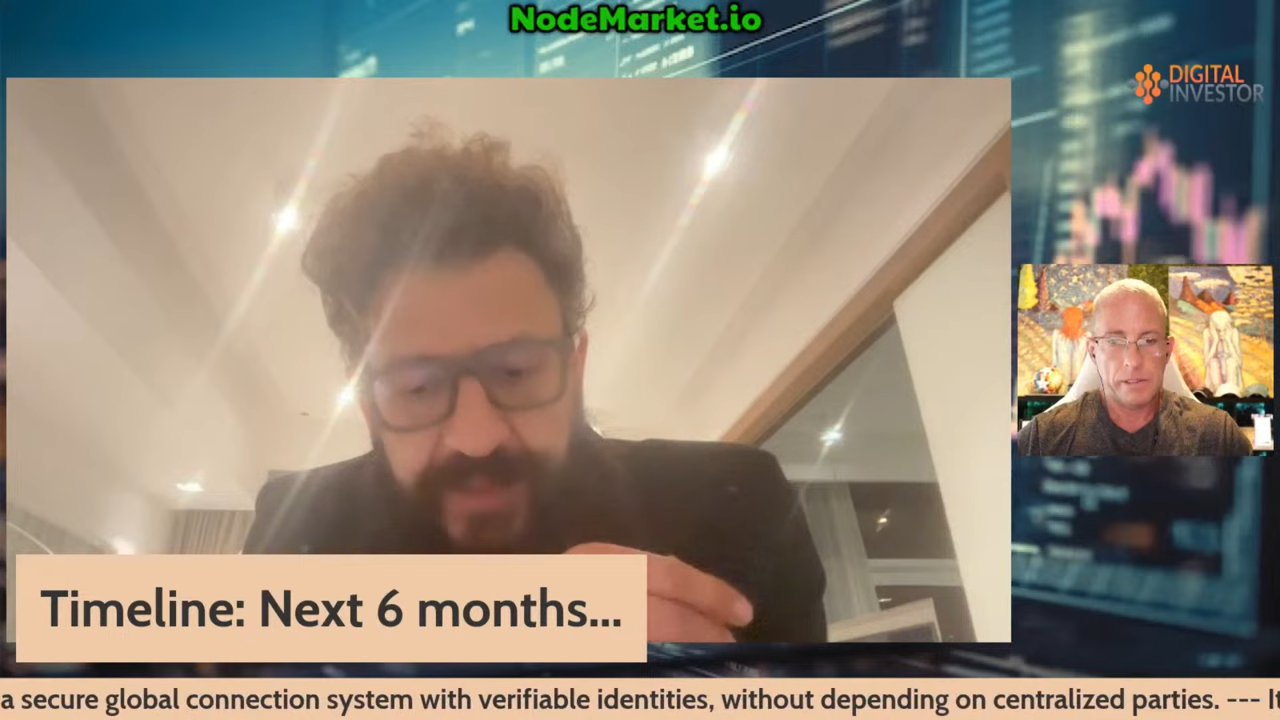 NodeMarket.io
DIGITAL
INVESTOR
Timeline: Next 6 months...
a secure global connection system with verifiable identities, without depending on centralized parties. --- It